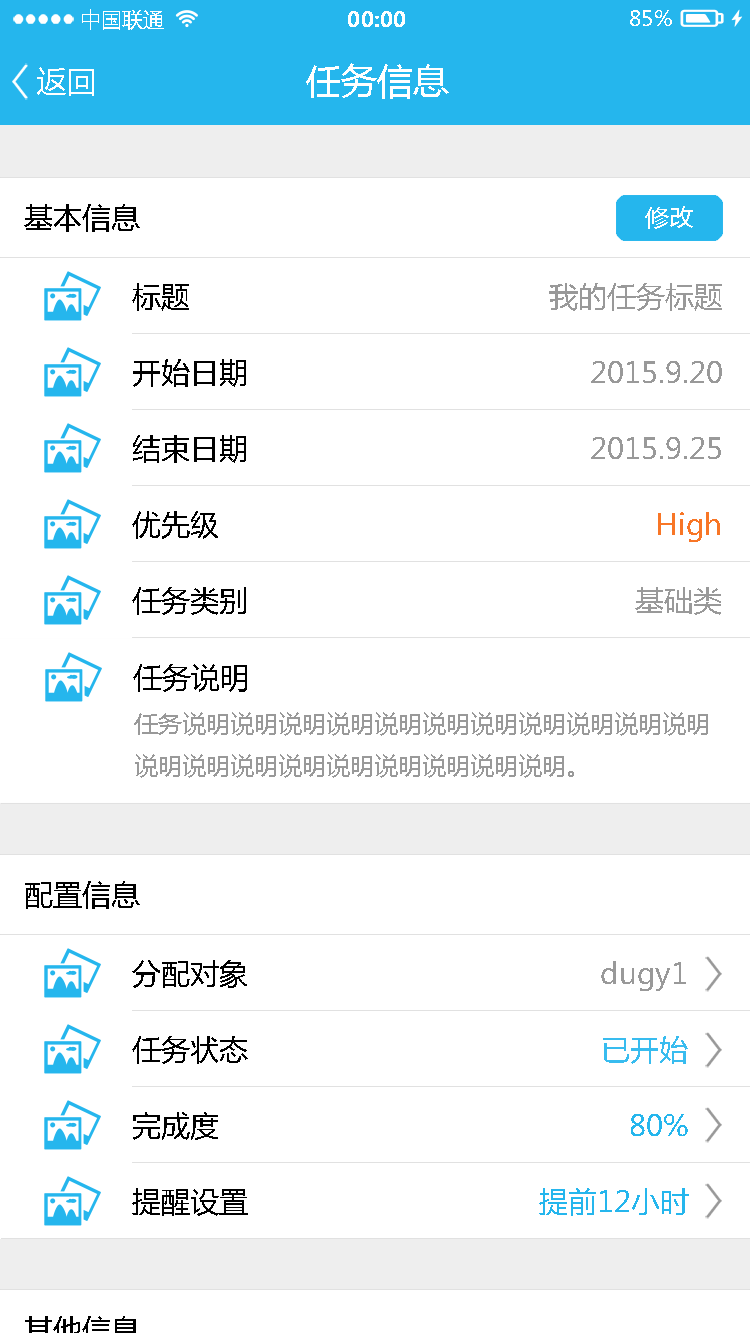 中国联通
00:00
85%
返回
任务信息
基本信息
修改
标题
我的任务标题
开始日期
2015.9.20
结束日期
2015.9.25
优先级
High
任务类别
基础类
任务说明
任务说明说明说明说明说明说明说明说明说明说明说明
说明说明说明说明说明说明说明说明说明。
配置信息
分配对象
dugy1
任务状态
已开始
完成度
80%
提醒设置
提前12小时
其他信息